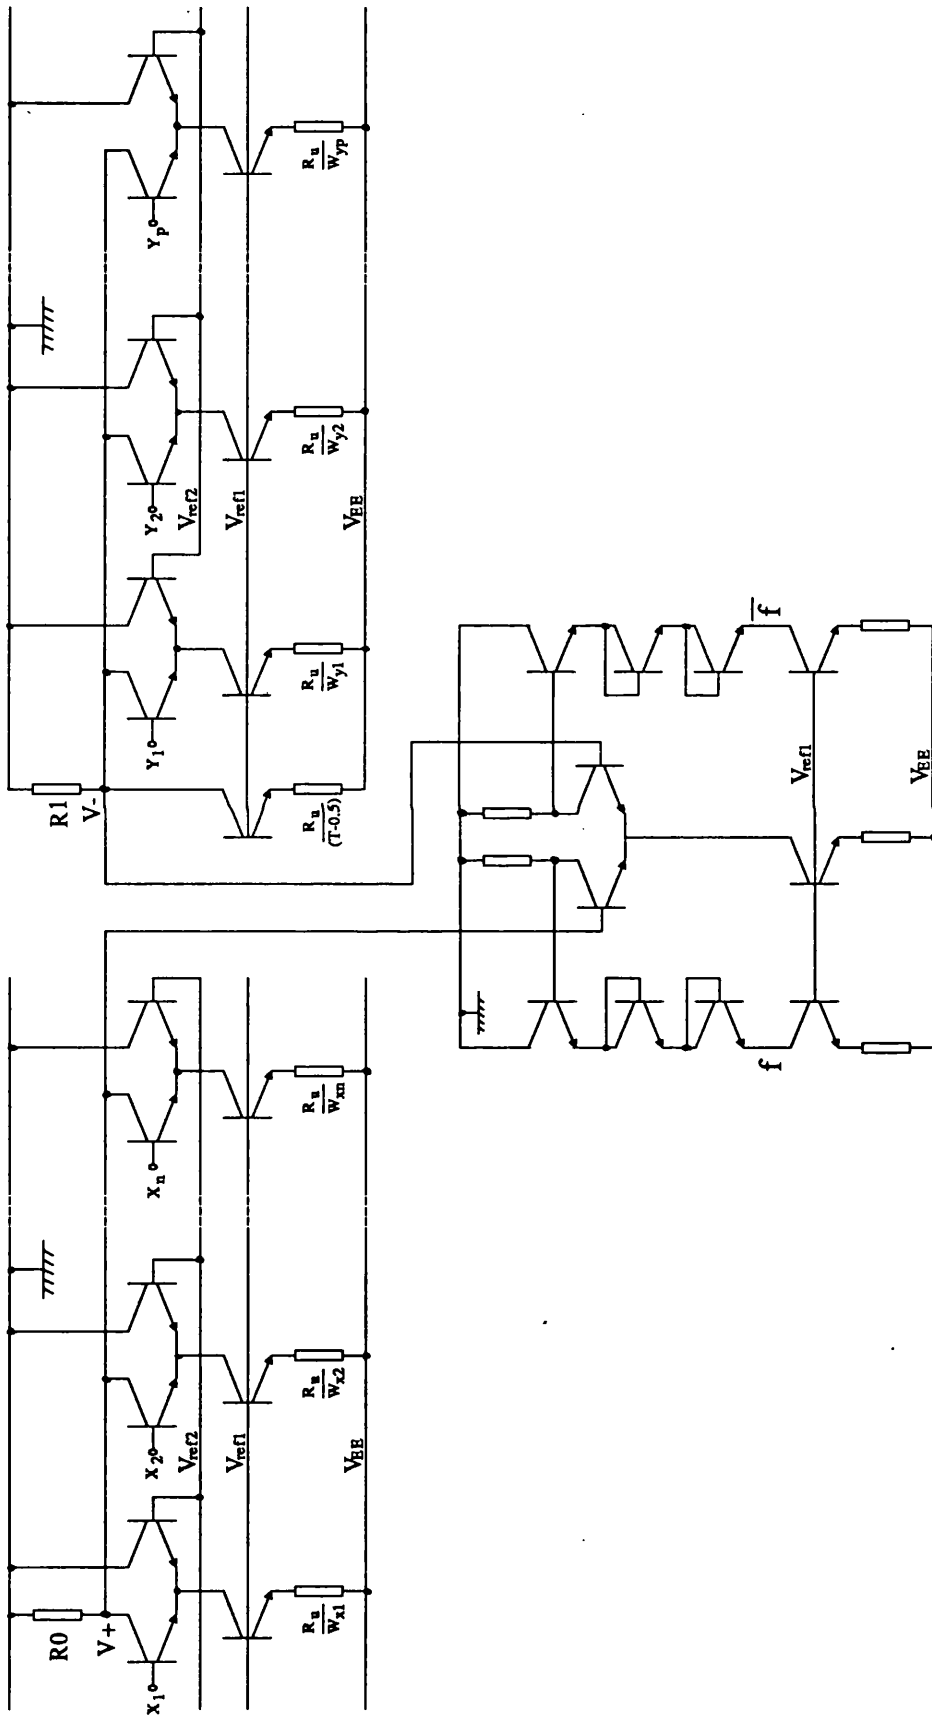 R0
V+
X1
X2
Xn
Vref2
Vref1
VEE
Ru
Wx1
Ru
Wx2
Ru
Wxn
R1
V-
Y1
Y2
Yp
Vref2
Vref1
VEE
Ru
(T-0.5)
Ru
Wy1
Ru
Wy2
Ru
Wyp
f
f
Vref1
VEE